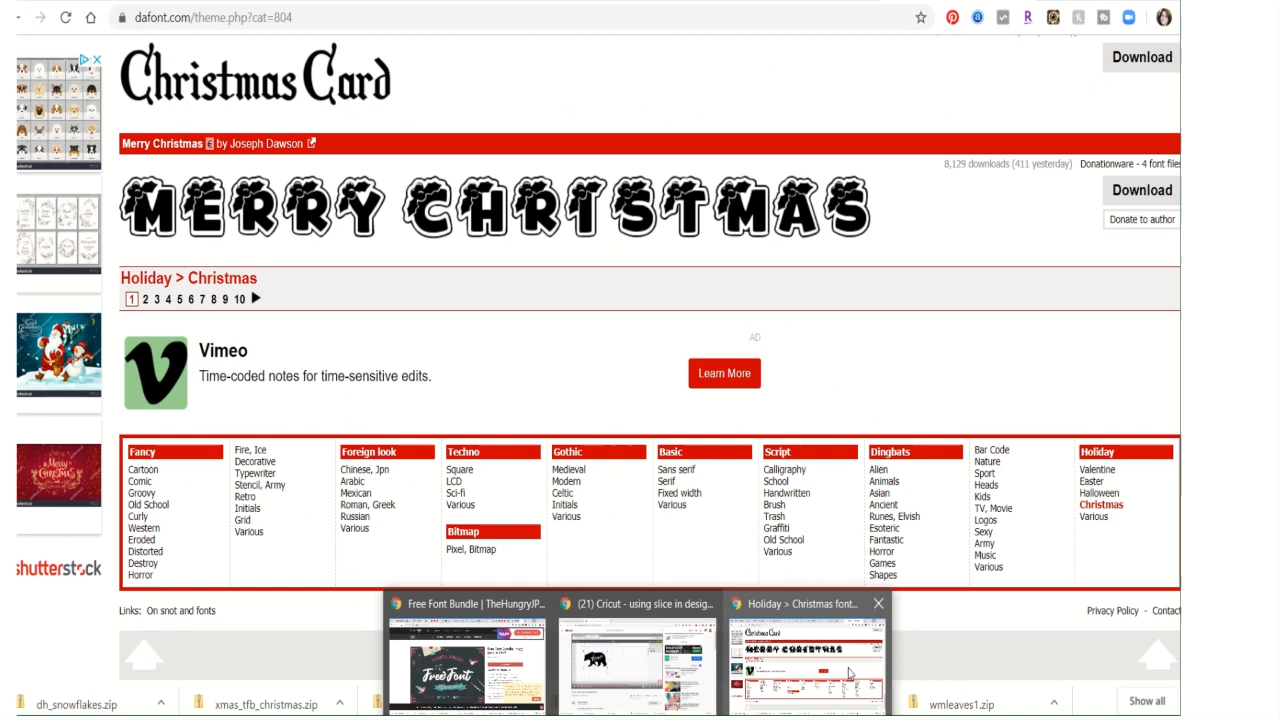 dafont.com/theme.php?cat=804
Christmas Card
Download
Merry Christmas € by Joseph Dawson
8,129 downloads (411 yesterday) Donationware - 4 font files
MERRY CHRISTMAS
Download
Donate to author
Holiday > Christmas
1 2 3 4 5 6 7 8 9 10
AD
Vimeo
Time-coded notes for time-sensitive edits.
Learn More
Fancy
Cartoon
Comic
Groovy
Old School
Curly
Western
Eroded
Distorted
Destroy
Horror
Fire, Ice
Decorative
Typewriter
Stencil, Army
Retro
Initials
Grid
Various
Foreign look
Chinese, Jpn
Arabic
Mexican
Roman, Greek
Russian
Various
Techno
Square
LCD
Sci-fi
Various
Bitmap
Pixel, Bitmap
Gothic
Medieval
Modern
Celtic
Initials
Various
Basic
Sans serif
Serif
Fixed width
Various
Script
Calligraphy
School
Handwritten
Brush
Trash
Graffiti
Old School
Various
Dingbats
Alien
Animals
Asian
Ancient
Runes, Elvish
Esoteric
Fantastic
Horror
Games
Shapes
Bar Code
Nature
Sport
Heads
Kids
TV, Movie
Logos
Sexy
Army
Music
Various
Holiday
Valentine
Easter
Halloween
Christmas
Various
shutterstock
Links: On snot and fonts
Privacy Policy - Contac
Free Font Bundle | TheHungryJP...
(21) Cricut - using slice in desig...
Holiday > Christmas font...
Free Font
Christmas Card
MERRY CHRISTMAS
dh_snowflakes.zip
xmas_tfb_christmas.zip
wmleaves1.zip
Show all